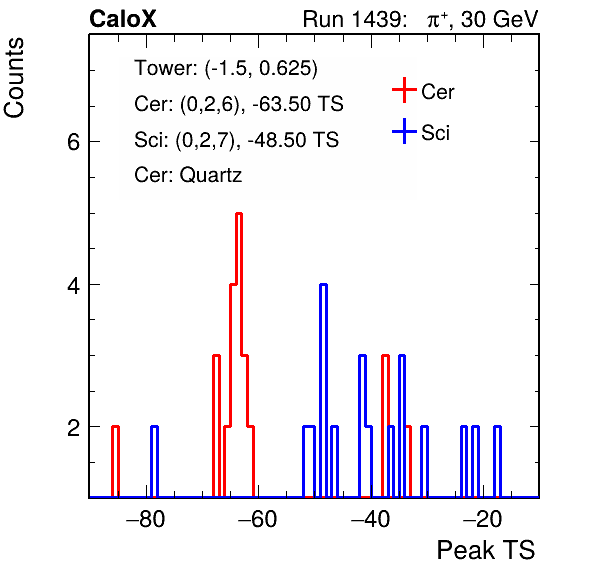 CaloX Run 1439: π⁺, 30 GeV
Counts
Tower: (-1.5, 0.625)
Cer: (0,2,6), -63.50 TS
Sci: (0,2,7), -48.50 TS
Cer: Quartz
Cer
Sci
6
4
2
−80 −60 −40 −20
Peak TS